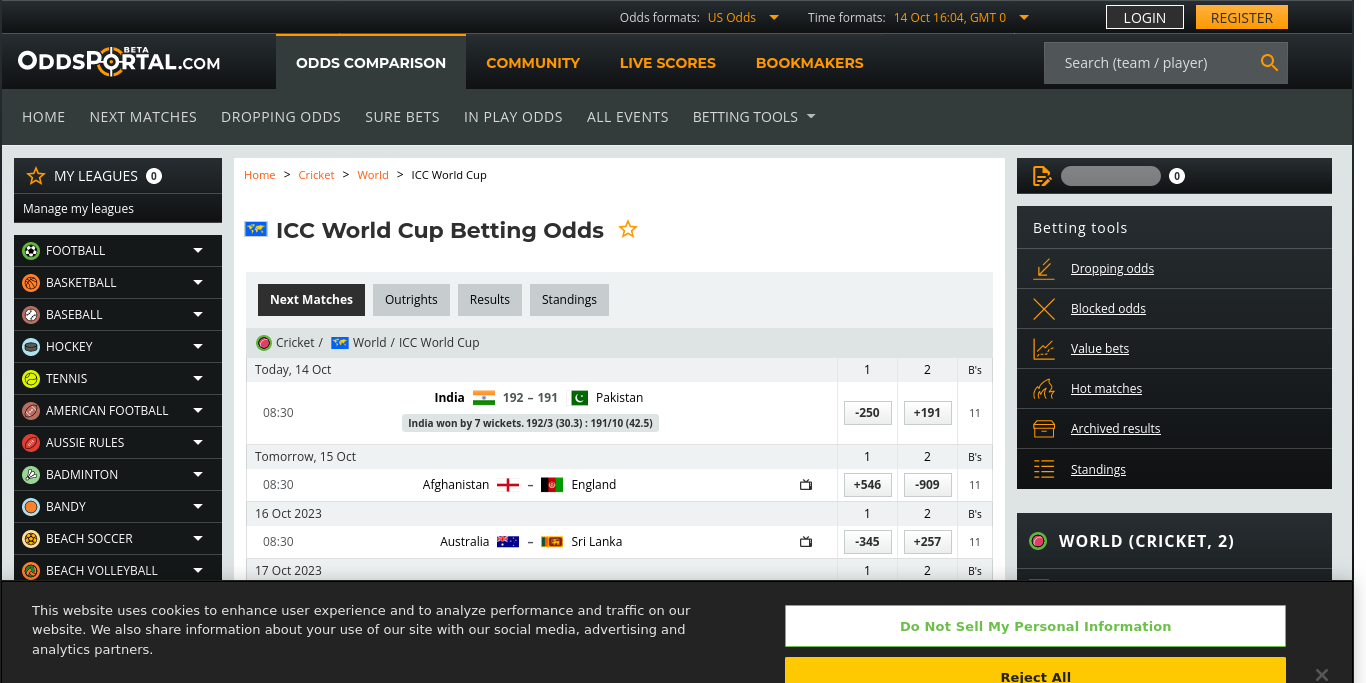 Odds formats: US Odds Time formats: 14 Oct 16:04, GMT 0 LOGIN REGISTER
BETA
ODDSPORTAL.COM
ODDS COMPARISON COMMUNITY LIVE SCORES BOOKMAKERS Search (team / player)
HOME NEXT MATCHES DROPPING ODDS SURE BETS IN PLAY ODDS ALL EVENTS BETTING TOOLS
MY LEAGUES 0
Manage my leagues
FOOTBALL
BASKETBALL
BASEBALL
HOCKEY
TENNIS
AMERICAN FOOTBALL
AUSSIE RULES
BADMINTON
BANDY
BEACH SOCCER
BEACH VOLLEYBALL
Home > Cricket > World > ICC World Cup
ICC World Cup Betting Odds
Next Matches Outrights Results Standings
Cricket / World / ICC World Cup
Today, 14 Oct 1 2 B's
08:30 India 192 – 191 Pakistan -250 +191 11
India won by 7 wickets. 192/3 (30.3) : 191/10 (42.5)
Tomorrow, 15 Oct 1 2 B's
08:30 Afghanistan – England +546 -909 11
16 Oct 2023 1 2 B's
08:30 Australia – Sri Lanka -345 +257 11
17 Oct 2023 1 2 B's
0
Betting tools
Dropping odds
Blocked odds
Value bets
Hot matches
Archived results
Standings
WORLD (CRICKET, 2)
This website uses cookies to enhance user experience and to analyze performance and traffic on our
website. We also share information about your use of our site with our social media, advertising and
analytics partners.
Do Not Sell My Personal Information
Reject All